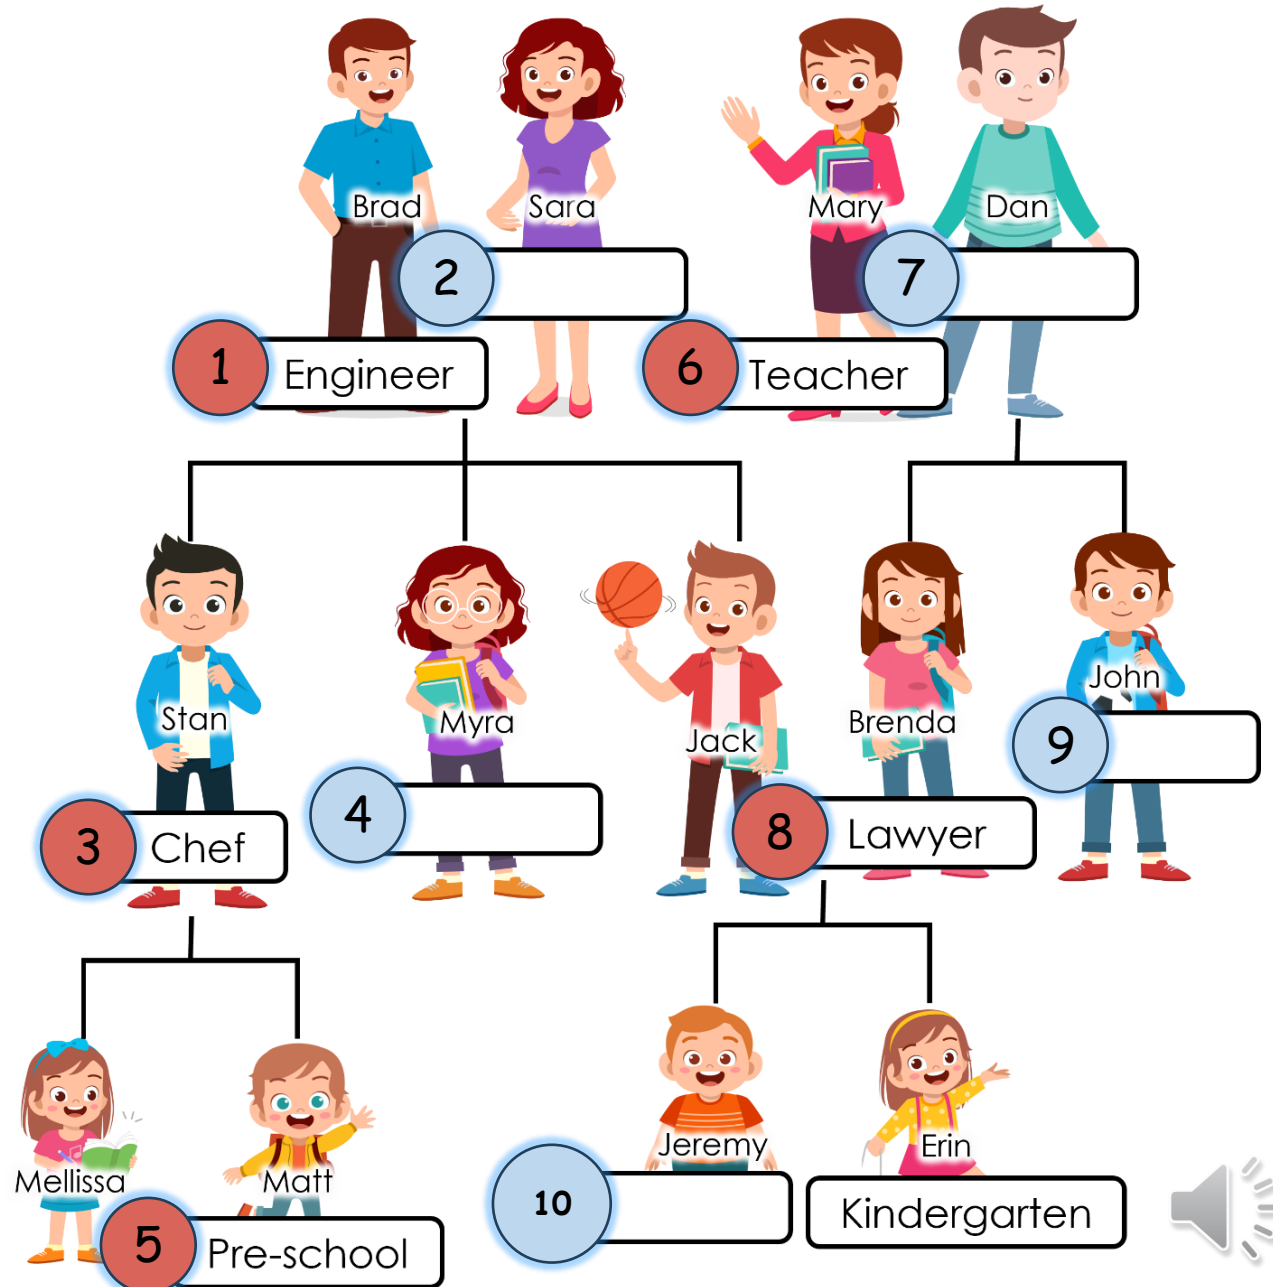 Brad
Sara
Mary
Dan
2
7
1 Engineer
6 Teacher
Stan
Myra
Jack
Brenda
John
9
3 Chef
4
8 Lawyer
Mellissa
Matt
Jeremy
Erin
5 Pre-school
10
Kindergarten